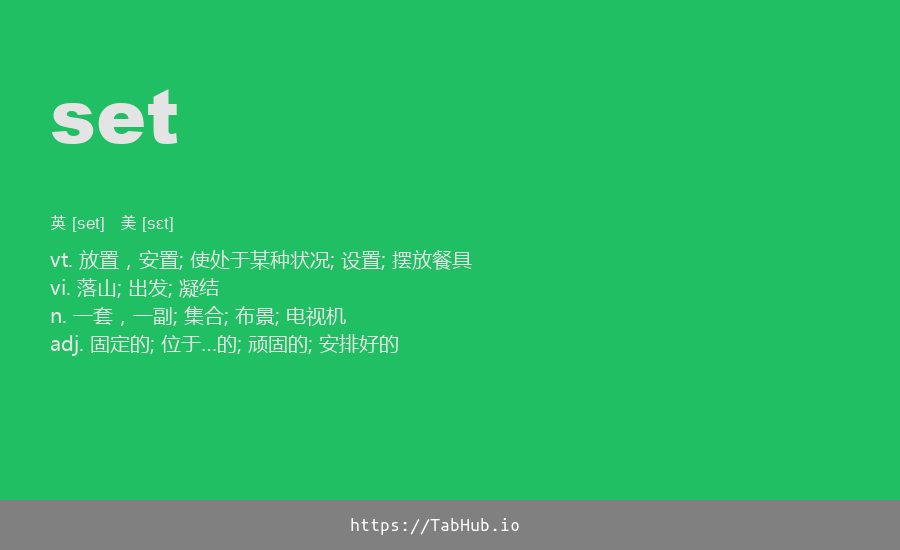 set
英 [set] 美 [sɛt]
vt. 放置，安置; 使处于某种状况; 设置; 摆放餐具
vi. 落山; 出发; 凝结
n. 一套，一副; 集合; 布景; 电视机
adj. 固定的; 位于…的; 顽固的; 安排好的
https://TabHub.io